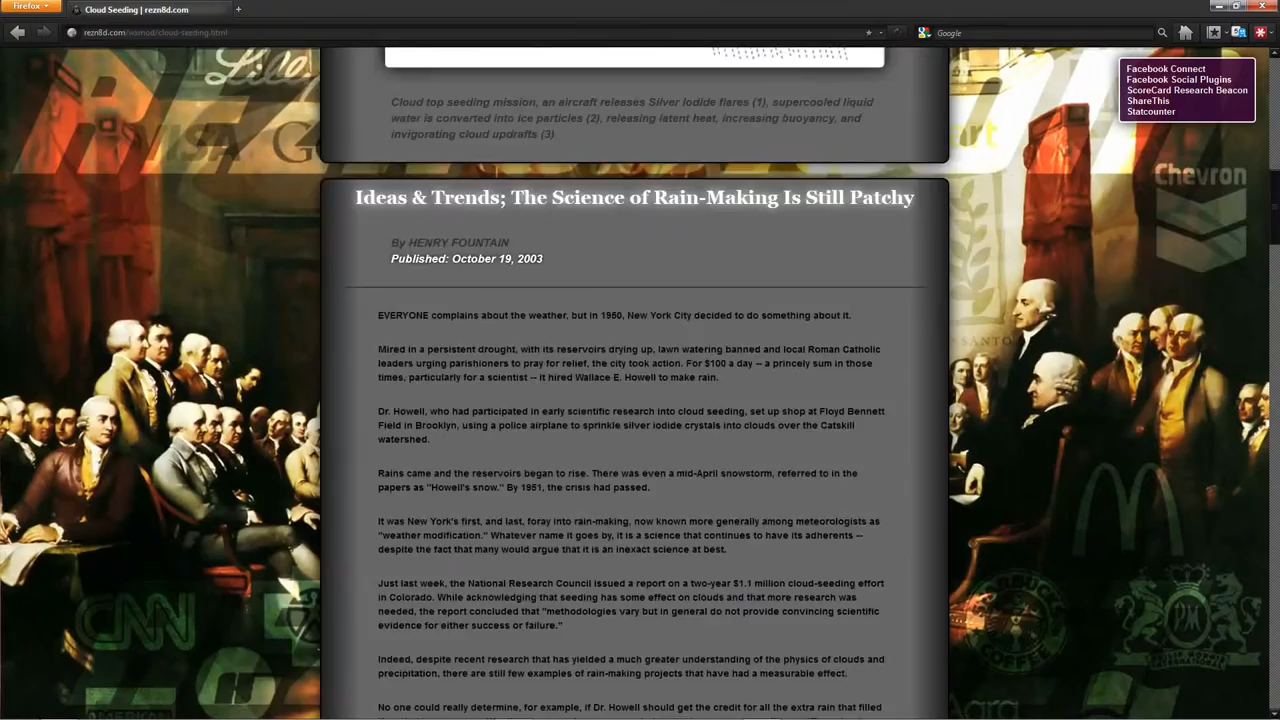 Firefox
Cloud Seeding | rezn8d.com
rezn8d.com/wxmod/cloud-seeding.html
Google
Facebook Connect
Facebook Social Plugins
ScoreCard Research Beacon
ShareThis
Statcounter
Cloud top seeding mission, an aircraft releases Silver Iodide flares (1), supercooled liquid
water is converted into ice particles (2), releasing latent heat, increasing buoyancy, and
invigorating cloud updrafts (3)
VISA
Chevron
Ideas & Trends; The Science of Rain-Making Is Still Patchy
By HENRY FOUNTAIN
Published: October 19, 2003
EVERYONE complains about the weather, but in 1950, New York City decided to do something about it.
Mired in a persistent drought, with its reservoirs drying up, lawn watering banned and local Roman Catholic
leaders urging parishioners to pray for relief, the city took action. For $100 a day -- a princely sum in those
times, particularly for a scientist -- it hired Wallace E. Howell to make rain.
Dr. Howell, who had participated in early scientific research into cloud seeding, set up shop at Floyd Bennett
Field in Brooklyn, using a police airplane to sprinkle silver iodide crystals into clouds over the Catskill
watershed.
Rains came and the reservoirs began to rise. There was even a mid-April snowstorm, referred to in the
papers as "Howell's snow." By 1951, the crisis had passed.
It was New York's first, and last, foray into rain-making, now known more generally among meteorologists as
"weather modification." Whatever name it goes by, it is a science that continues to have its adherents --
despite the fact that many would argue that it is an inexact science at best.
Just last week, the National Research Council issued a report on a two-year $1.1 million cloud-seeding effort
in Colorado. While acknowledging that seeding has some effect on clouds and that more research was
needed, the report concluded that "methodologies vary but in general do not provide convincing scientific
evidence for either success or failure."
Indeed, despite recent research that has yielded a much greater understanding of the physics of clouds and
precipitation, there are still few examples of rain-making projects that have had a measurable effect.
No one could really determine, for example, if Dr. Howell should get the credit for all the extra rain that filled
CNN
COFFEE